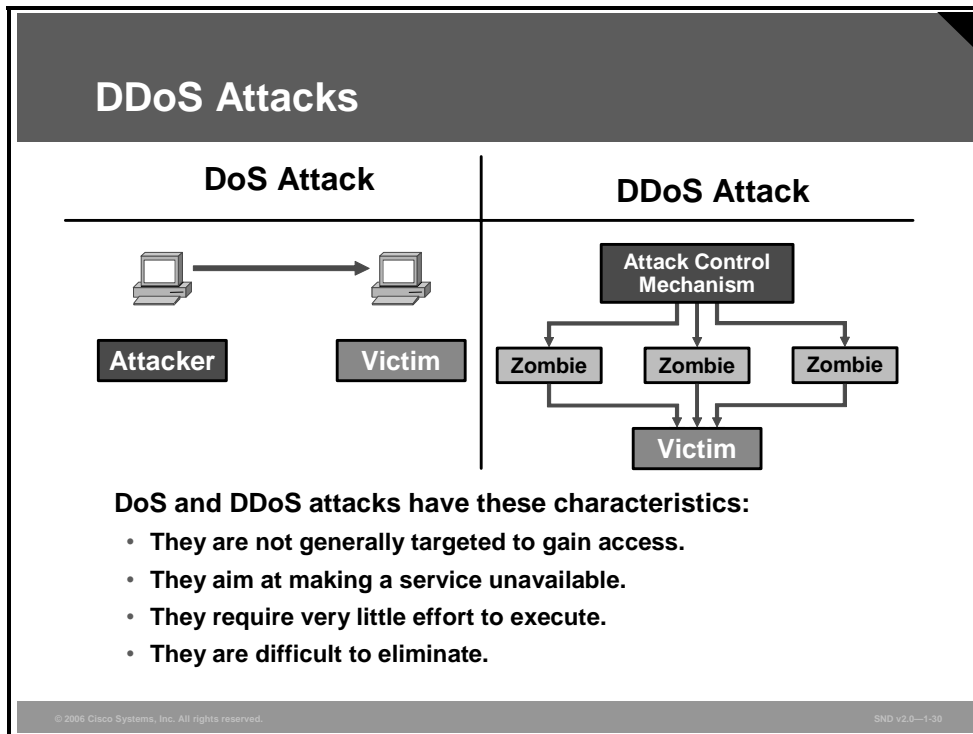 DDoS Attacks
DoS Attack
Attacker
Victim
DDoS Attack
Attack Control
Mechanism
Zombie
Zombie
Zombie
Victim
DoS and DDoS attacks have these characteristics:
• They are not generally targeted to gain access.
• They aim at making a service unavailable.
• They require very little effort to execute.
• They are difficult to eliminate.
© 2006 Cisco Systems, Inc. All rights reserved.
SND v2.0—1-30